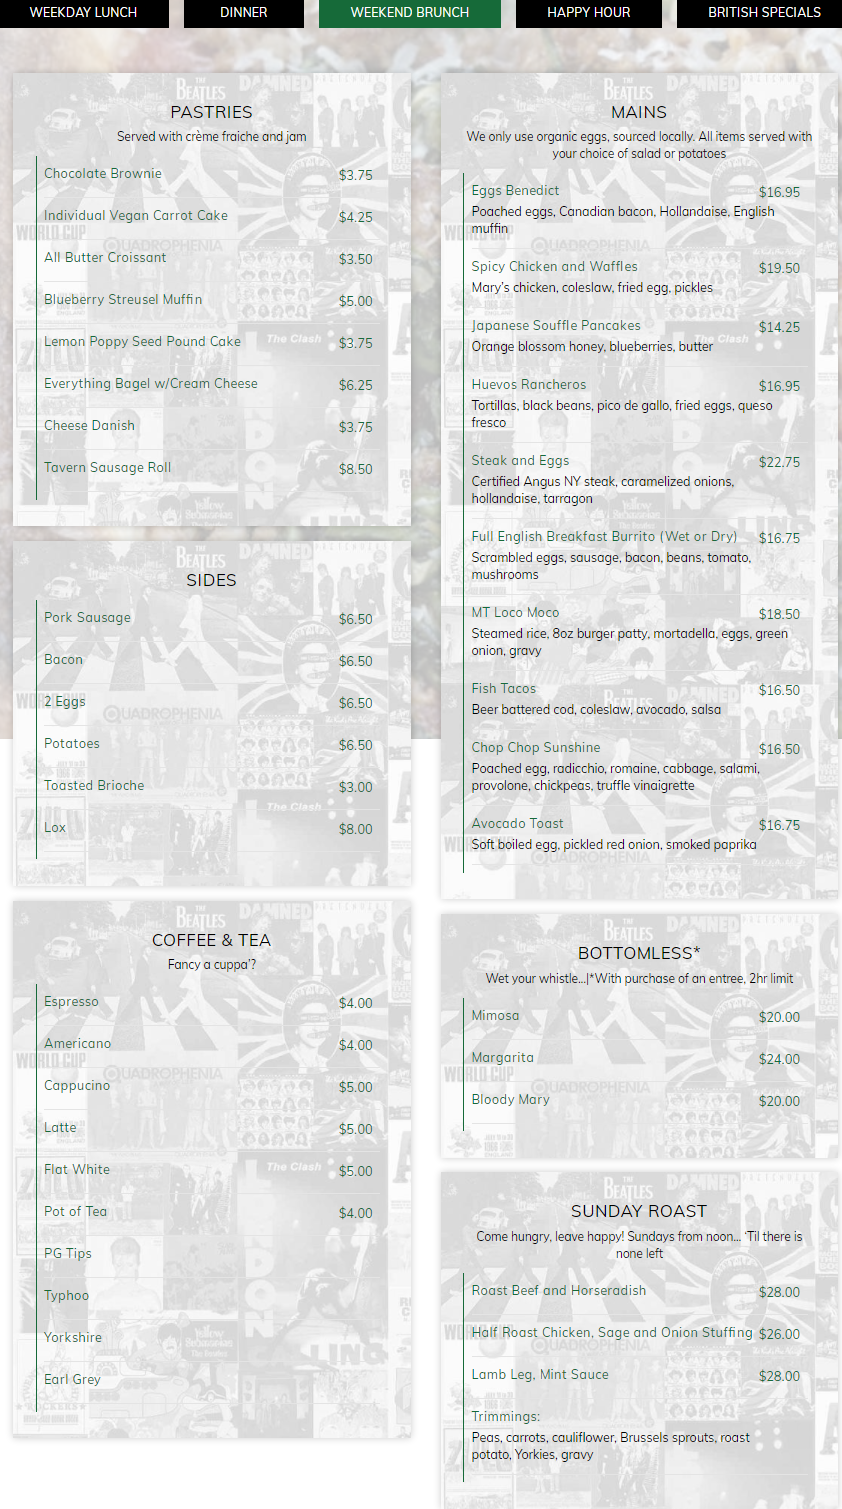 WEEKDAY LUNCH DINNER WEEKEND BRUNCH HAPPY HOUR BRITISH SPECIALS
PASTRIES
Served with crème fraiche and jam
Chocolate Brownie $3.75
Individual Vegan Carrot Cake $4.25
All Butter Croissant $3.50
Blueberry Streusel Muffin $5.00
Lemon Poppy Seed Pound Cake $3.75
Everything Bagel w/Cream Cheese $6.25
Cheese Danish $3.75
Tavern Sausage Roll $8.50
SIDES
Pork Sausage $6.50
Bacon $6.50
2 Eggs $6.50
Potatoes $6.50
Toasted Brioche $3.00
Lox $8.00
COFFEE & TEA
Fancy a cuppa'?
Espresso $4.00
Americano $4.00
Cappucino $5.00
Latte $5.00
Flat White $5.00
Pot of Tea $4.00
PG Tips
Typhoo
Yorkshire
Earl Grey
MAINS
We only use organic eggs, sourced locally. All items served with
your choice of salad or potatoes
Eggs Benedict $16.95
Poached eggs, Canadian bacon, Hollandaise, English
muffin
Spicy Chicken and Waffles $19.50
Mary's chicken, coleslaw, fried egg, pickles
Japanese Souffle Pancakes $14.25
Orange blossom honey, blueberries, butter
Huevos Rancheros $16.95
Tortillas, black beans, pico de gallo, fried eggs, queso
fresco
Steak and Eggs $22.75
Certified Angus NY steak, caramelized onions,
hollandaise, tarragon
Full English Breakfast Burrito (Wet or Dry) $16.75
Scrambled eggs, sausage, bacon, beans, tomato,
mushrooms
MT Loco Moco $18.50
Steamed rice, 8oz burger patty, mortadella, eggs, green
onion, gravy
Fish Tacos $16.50
Beer battered cod, coleslaw, avocado, salsa
Chop Chop Sunshine $16.50
Poached egg, radicchio, romaine, cabbage, salami,
provolone, chickpeas, truffle vinaigrette
Avocado Toast $16.75
Soft boiled egg, pickled red onion, smoked paprika
BOTTOMLESS*
Wet your whistle...|*With purchase of an entree, 2hr limit
Mimosa $20.00
Margarita $24.00
Bloody Mary $20.00
SUNDAY ROAST
Come hungry, leave happy! Sundays from noon... 'Til there is
none left
Roast Beef and Horseradish $28.00
Half Roast Chicken, Sage and Onion Stuffing $26.00
Lamb Leg, Mint Sauce $28.00
Trimmings:
Peas, carrots, cauliflower, Brussels sprouts, roast
potato, Yorkies, gravy